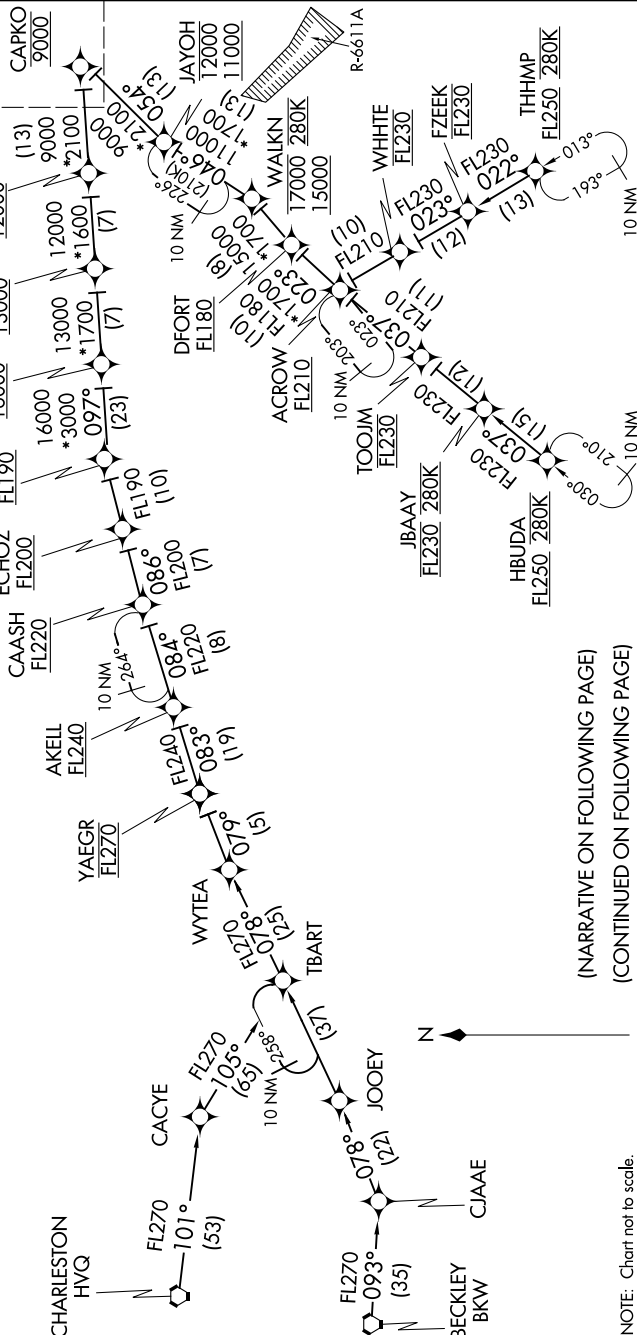 CHARLESTON
HVQ
FL270
101°
(53)
CACYE
FL270
105°
(65)
BECKLEY
BKW
FL270
093°
(35)
CJAAE
078°
(22)
JOOEY
(37)
10 NM
258°
TBART
FL270
078°
(25)
WYTEA
079°
(5)
YAEGR
FL270
FL240
083°
(19)
AKELL
FL240
10 NM
264°
084°
FL220
(8)
CAASH
FL220
086°
FL200
(7)
ECHOZ
FL200
FL190
(10)
FL190
16000
*3000
097°
(23)
13000
*1700
(7)
13000
12000
*1600
(7)
(13)
9000
*2100
CAPKO
9000
9000
*2100
054°
(13)
JAYOH
12000
11000
R-6611A
10 NM
226°
(210K)
046°
11000
*1700
(13)
WALKN
17000 280K
15000
15000
*1700
(8)
DFORT
FL180
FL180
*1700
023°
(10)
ACROW
FL210
10 NM
203°
023°
(10)
FL210
WHHTE
FL230
FL230
023°
(12)
FZEEK
FL230
FL230
022°
(13)
THHMP
FL250 280K
013°
193°
10 NM
037°
FL210
(11)
TOOJM
FL230
FL230
(12)
JBAAY
FL230 280K
FL230
037°
(15)
HBUDA
FL250 280K
030°
210°
10 NM
N
(NARRATIVE ON FOLLOWING PAGE)
(CONTINUED ON FOLLOWING PAGE)
NOTE: Chart not to scale.